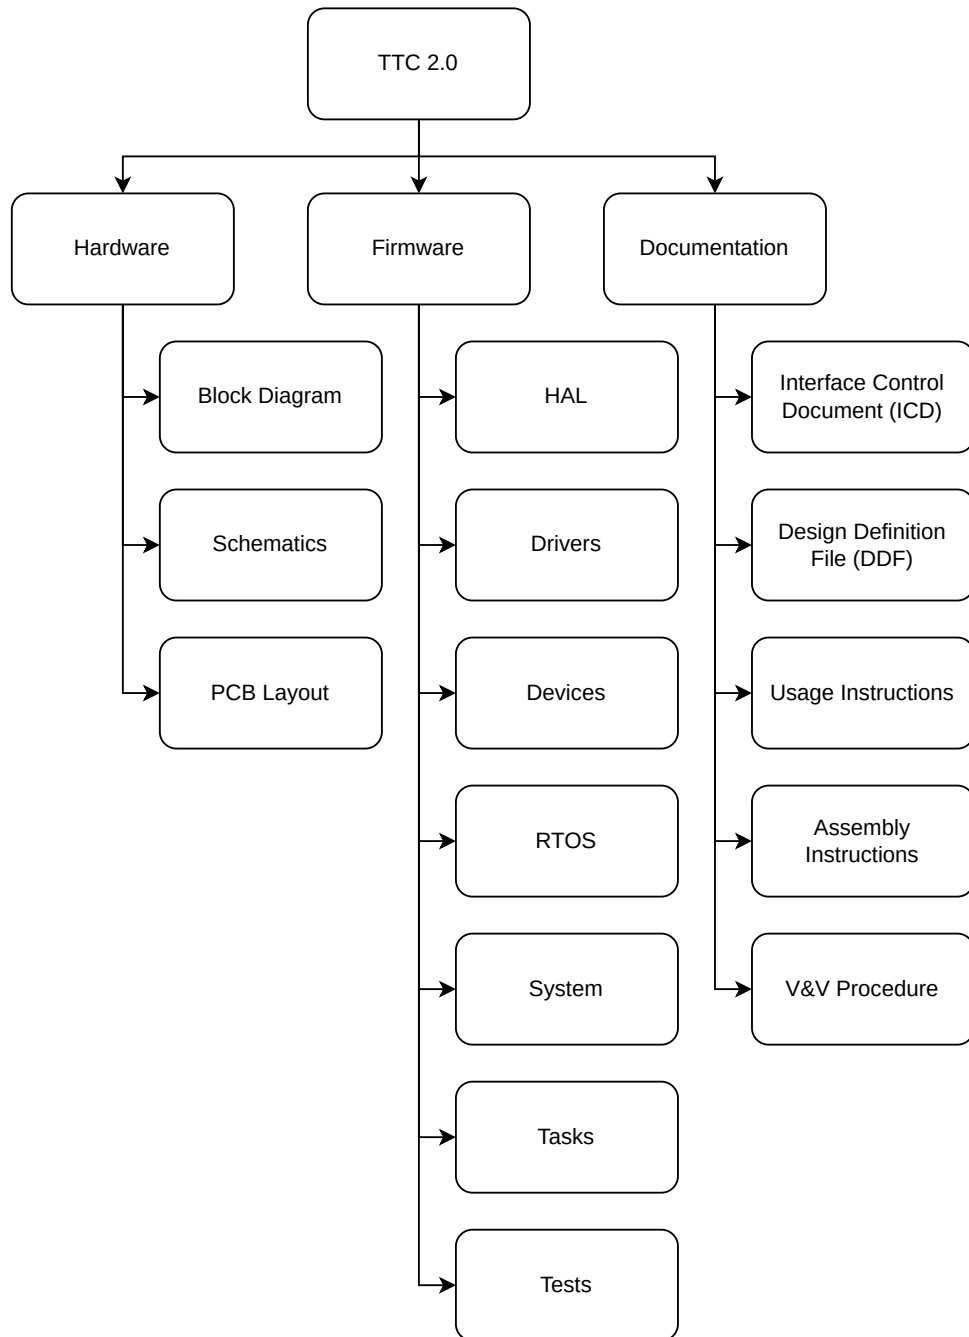 TTC 2.0
Hardware
Firmware
Documentation
Block Diagram
HAL
Interface Control
Document (ICD)
Schematics
Drivers
Design Definition
File (DDF)
PCB Layout
Devices
Usage Instructions
RTOS
Assembly
Instructions
System
V&V Procedure
Tasks
Tests